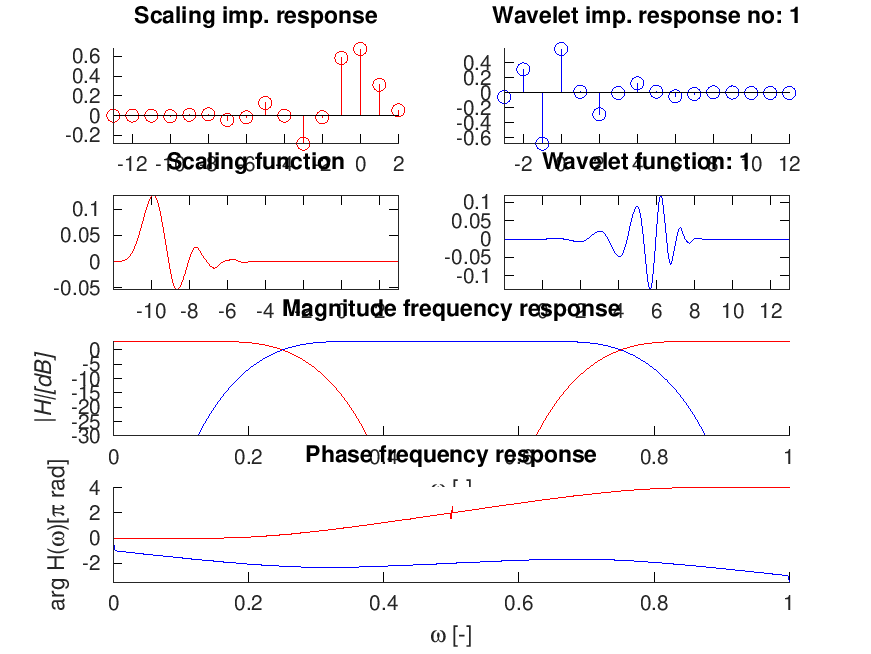 Scaling imp. response
Wavelet imp. response no: 1
0.6
0.4
0.2
0
-0.2
-12 -10 -8 -6 -4 -2 0 2
0.4
0.2
0
-0.2
-0.4
-0.6
-2 0 2 4 6 8 10 12
Scaling function
Wavelet function: 1
0.1
0.05
0
-0.05
-10 -8 -6 -4 -2 0 2
0.1
0.05
0
-0.05
-0.1
0 2 4 6 8 10 12
Magnitude frequency response
|H|[dB]
0
-5
-10
-15
-20
-25
-30
0 0.2 0.4 0.6 0.8 1
Phase frequency response
arg H(ω)[π rad]
4
2
0
-2
0 0.2 0.4 0.6 0.8 1
ω [-]